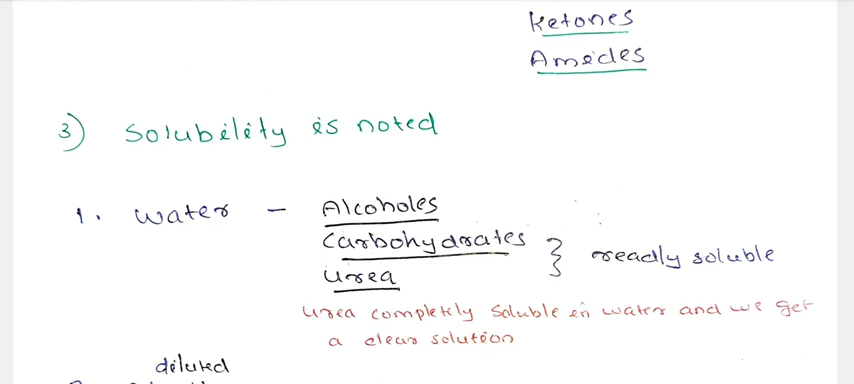 Ketones
Amides
3) Solubility is noted
1. Water - Alcoholes
Carbohydrates } readly soluble
Urea
Urea completly soluble in water and we get
a clear solution
diluted